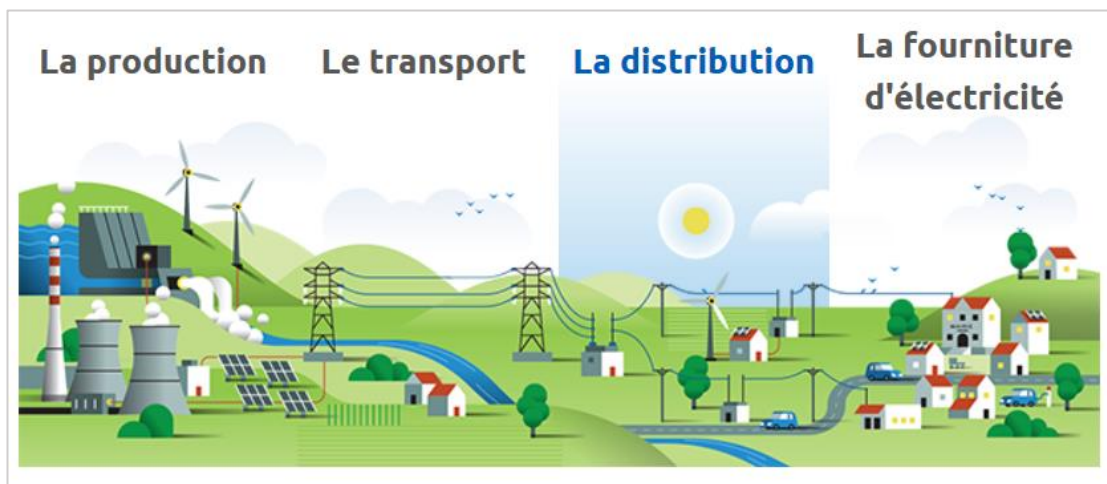 La production
Le transport
La distribution
La fourniture
d'électricité